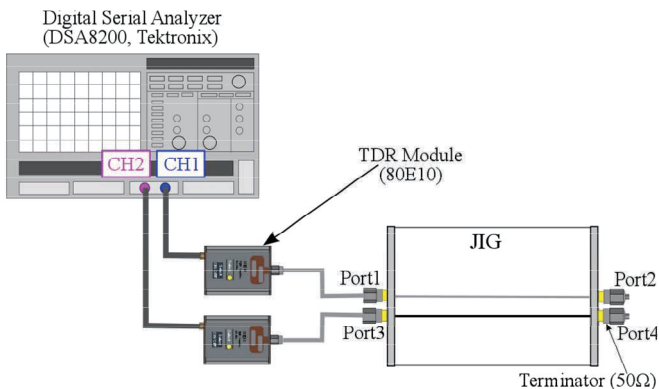 Digital Serial Analyzer
(DSA8200, Tektronix)
CH2 CH1
TDR Module
(80E10)
JIG
Port1
Port2
Port3
Port4
Terminator (50Ω)